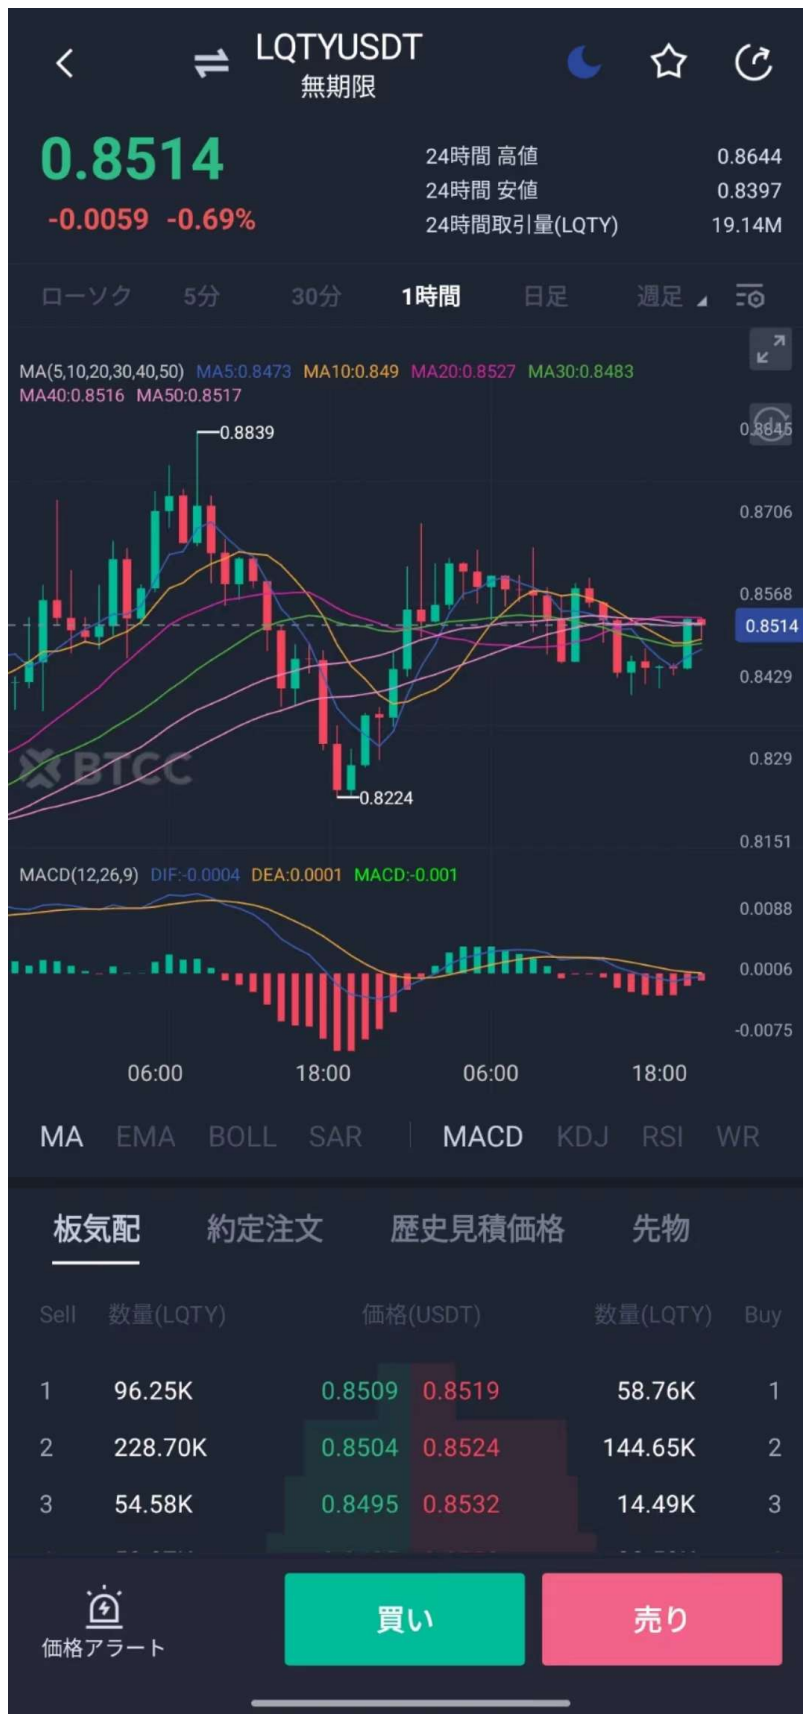 LQTYUSDT
無期限
0.8514
-0.0059 -0.69%
24時間 高値 0.8644
24時間 安値 0.8397
24時間取引量(LQTY) 19.14M
ローソク 5分 30分 1時間 日足 週足
MA(5,10,20,30,40,50) MA5:0.8473 MA10:0.849 MA20:0.8527 MA30:0.8483
MA40:0.8516 MA50:0.8517
0.8839
0.8845
0.8706
0.8568
0.8514
0.8429
0.829
BTCC
0.8224
0.8151
MACD(12,26,9) DIF:-0.0004 DEA:0.0001 MACD:-0.001
0.0088
0.0006
-0.0075
06:00 18:00 06:00 18:00
MA EMA BOLL SAR MACD KDJ RSI WR
板気配 約定注文 歴史見積価格 先物
Sell 数量(LQTY) 価格(USDT) 数量(LQTY) Buy
1 96.25K 0.8509 0.8519 58.76K 1
2 228.70K 0.8504 0.8524 144.65K 2
3 54.58K 0.8495 0.8532 14.49K 3
価格アラート
買い
売り